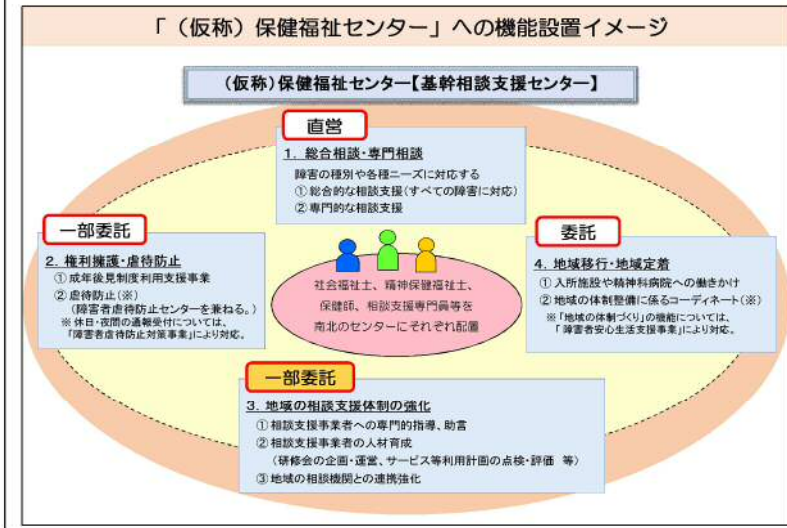 「（仮称）保健福祉センター」への機能設置イメージ
(仮称)保健福祉センター【基幹相談支援センター】
直営
1. 総合相談・専門相談
障害の種別や各種ニーズに対応する
①総合的な相談支援(すべての障害に対応)
②専門的な相談支援
一部委託
2. 権利擁護・虐待防止
①成年後見制度利用支援事業
②虐待防止(※)
(障害者虐待防止センターを兼ねる。)
※休日・夜間の通報受付については、
「障害者虐待防止対策事業」により対応。
委託
4. 地域移行・地域定着
①入所施設や精神科病院への働きかけ
②地域の体制整備に係るコーディネート(※)
※「地域の体制づくり」の機能については、
「障害者安心生活支援事業」により対応。
社会福祉士、精神保健福祉士、
保健師、相談支援専門員等を
南北のセンターにそれぞれ配置
一部委託
3. 地域の相談支援体制の強化
①相談支援事業者への専門的指導、助言
②相談支援事業者の人材育成
(研修会の企画・運営、サービス等利用計画の点検・評価 等)
③地域の相談機関との連携強化